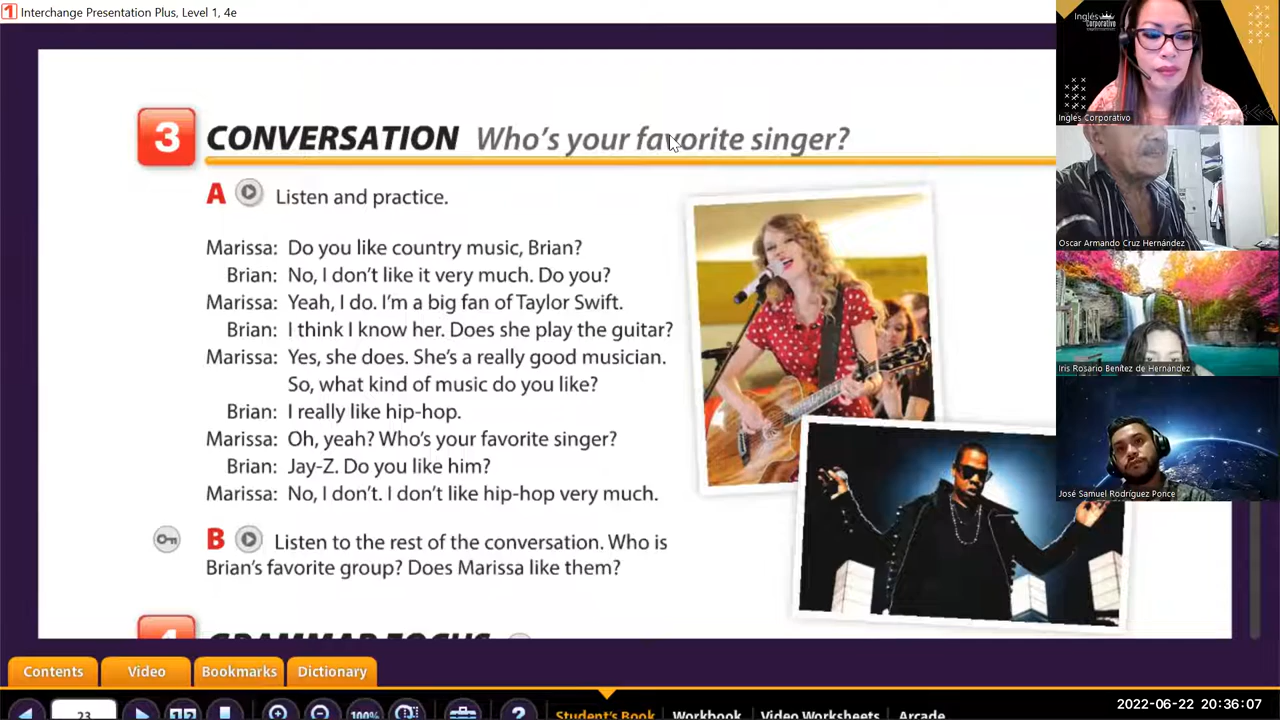 Interchange Presentation Plus, Level 1, 4e
3 CONVERSATION Who's your favorite singer?
A Listen and practice.
Marissa: Do you like country music, Brian?
Brian: No, I don't like it very much. Do you?
Marissa: Yeah, I do. I'm a big fan of Taylor Swift.
Brian: I think I know her. Does she play the guitar?
Marissa: Yes, she does. She's a really good musician.
So, what kind of music do you like?
Brian: I really like hip-hop.
Marissa: Oh, yeah? Who's your favorite singer?
Brian: Jay-Z. Do you like him?
Marissa: No, I don't. I don't like hip-hop very much.
B Listen to the rest of the conversation. Who is
Brian's favorite group? Does Marissa like them?
4 GRAMMAR FOCUS
Contents Video Bookmarks Dictionary
23 100% ? Student's Book Workbook Video Worksheets Arcade
Inglés
Corporativo
Inglés Corporativo
Oscar Armando Cruz Hernández
Iris Rosario Benítez de Hernandez
José Samuel Rodríguez Ponce
2022-06-22 20:36:07